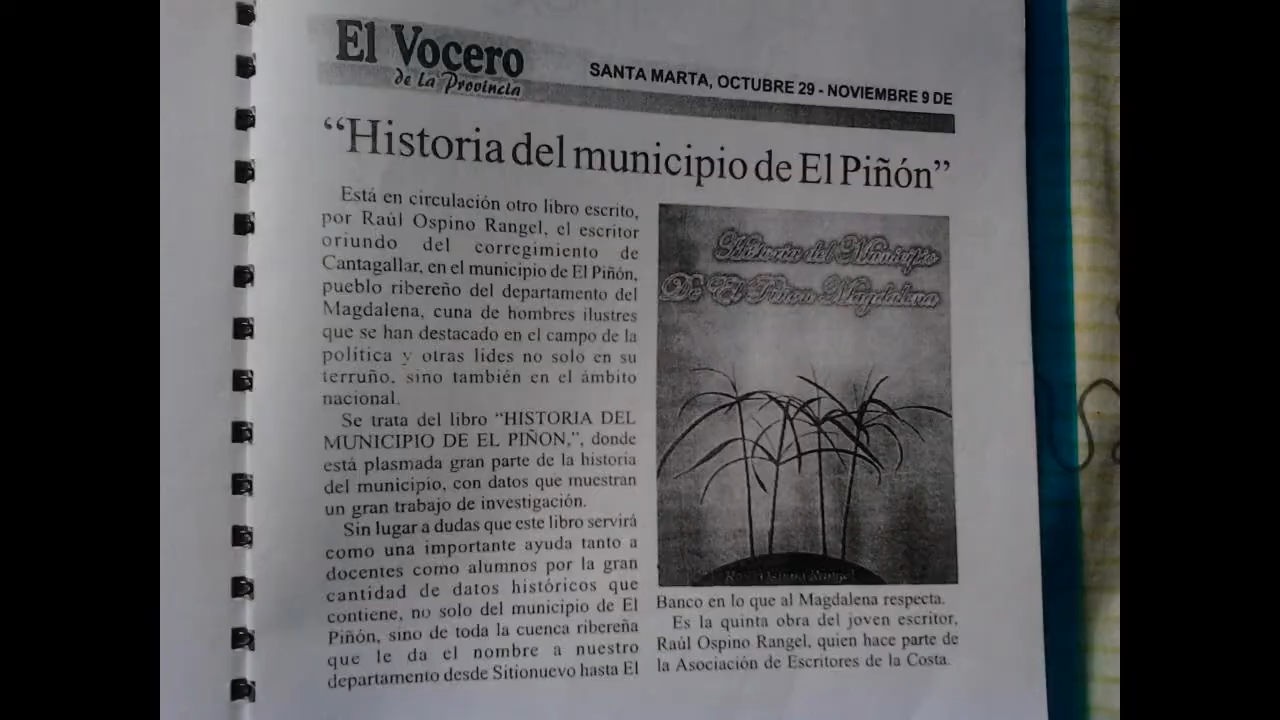 El Vocero
de La Provincia
SANTA MARTA, OCTUBRE 29 - NOVIEMBRE 9 DE
“Historia del municipio de El Piñón”
Está en circulación otro libro escrito,
por Raúl Ospino Rangel, el escritor
oriundo del corregimiento de
Cantagallar, en el municipio de El Piñón,
pueblo ribereño del departamento del
Magdalena, cuna de hombres ilustres
que se han destacado en el campo de la
política y otras lides no solo en su
terruño, sino también en el ámbito
nacional.
Se trata del libro “HISTORIA DEL
MUNICIPIO DE EL PIÑON,”, donde
está plasmada gran parte de la historia
del municipio, con datos que muestran
un gran trabajo de investigación.
Sin lugar a dudas que este libro servirá
como una importante ayuda tanto a
docentes como alumnos por la gran
cantidad de datos históricos que
contiene, no solo del municipio de El
Piñón, sino de toda la cuenca ribereña
que le da el nombre a nuestro
departamento desde Sitionuevo hasta El
Historia del Municipio
De El Piñon Magdalena
Raul Ospino Rangel
Banco en lo que al Magdalena respecta.
Es la quinta obra del joven escritor,
Raúl Ospino Rangel, quien hace parte de
la Asociación de Escritores de la Costa.